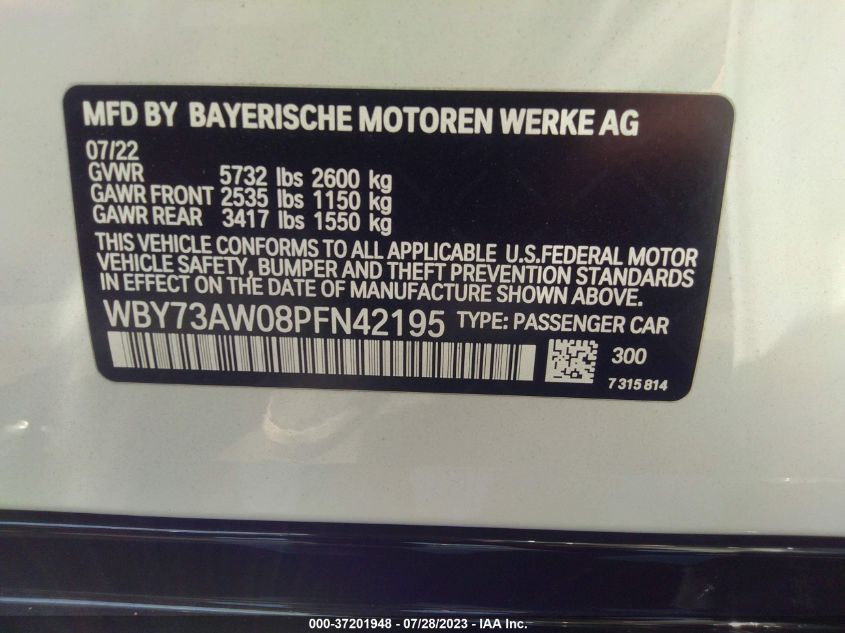 MFD BY BAYERISCHE MOTOREN WERKE AG
07/22
GVWR 5732 lbs 2600 kg
GAWR FRONT 2535 lbs 1150 kg
GAWR REAR 3417 lbs 1550 kg
THIS VEHICLE CONFORMS TO ALL APPLICABLE U.S.FEDERAL MOTOR
VEHICLE SAFETY, BUMPER AND THEFT PREVENTION STANDARDS
IN EFFECT ON THE DATE OF MANUFACTURE SHOWN ABOVE.
WBY73AW08PFN42195 TYPE: PASSENGER CAR
300
7 315 814
000-37201948 - 07/28/2023 - IAA Inc.